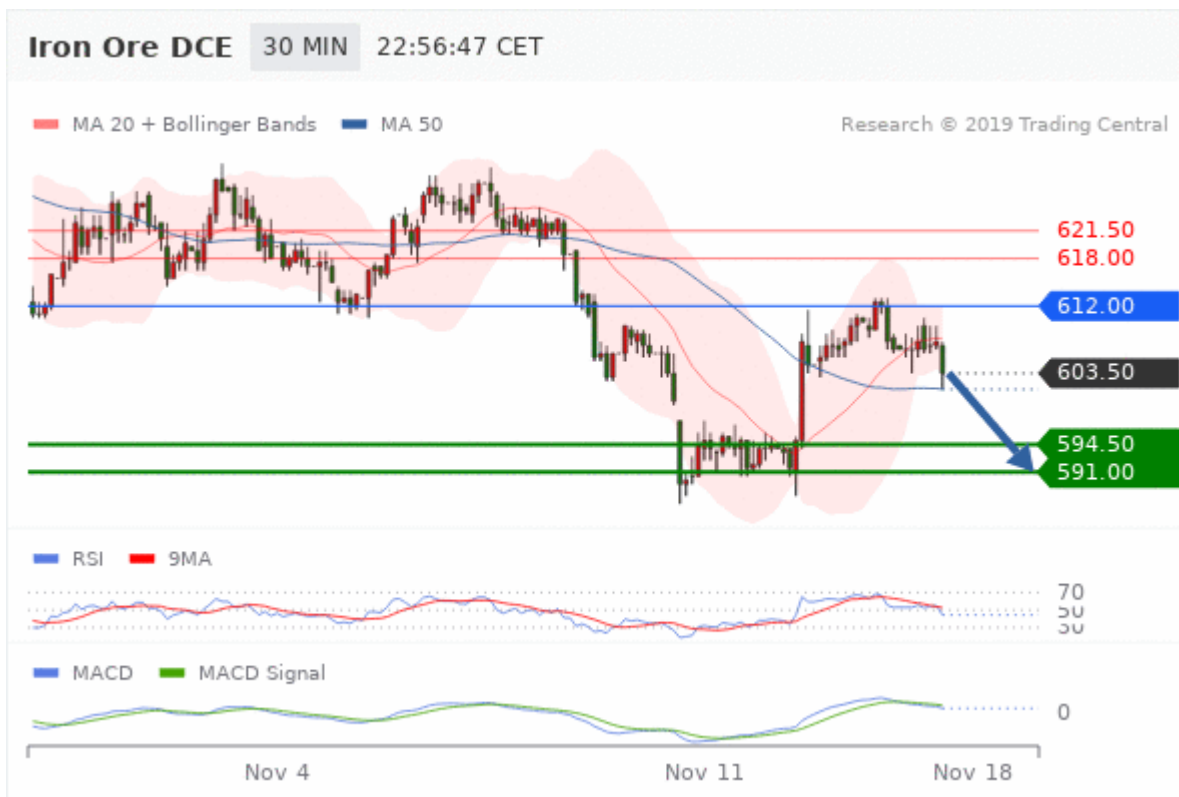 Iron Ore DCE 30 MIN 22:56:47 CET
MA 20 + Bollinger Bands MA 50 Research © 2019 Trading Central
621.50
618.00
612.00
603.50
594.50
591.00
RSI 9MA
70
50
30
MACD MACD Signal
0
Nov 4 Nov 11 Nov 18